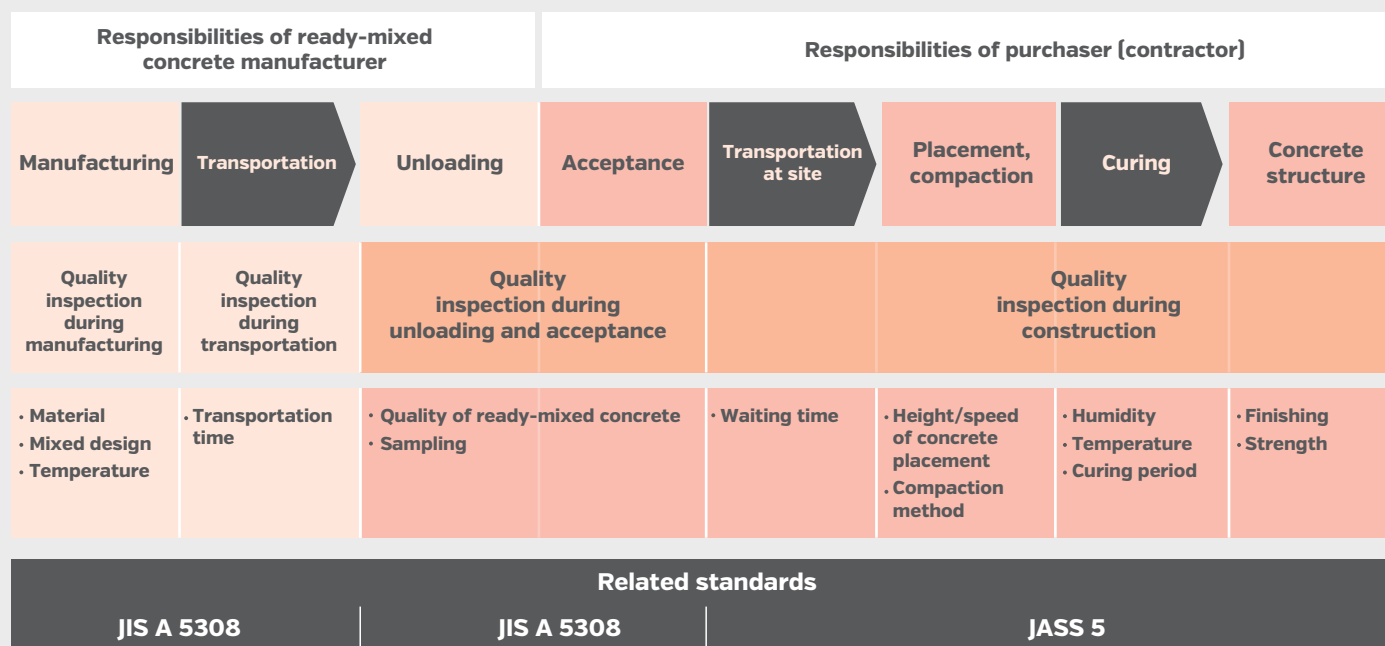 Responsibilities of ready-mixed
concrete manufacturer
Responsibilities of purchaser (contractor)
Manufacturing
Transportation
Unloading
Acceptance
Transportation
at site
Placement,
compaction
Curing
Concrete
structure
Quality
inspection
during
manufacturing
Quality
inspection
during
transportation
Quality
inspection during
unloading and acceptance
Quality
inspection during
construction
· Material
· Mixed design
· Temperature
· Transportation
time
· Quality of ready-mixed concrete
· Sampling
· Waiting time
· Height/speed
of concrete
placement
· Compaction
method
· Humidity
· Temperature
· Curing period
· Finishing
· Strength
Related standards
JIS A 5308
JIS A 5308
JASS 5